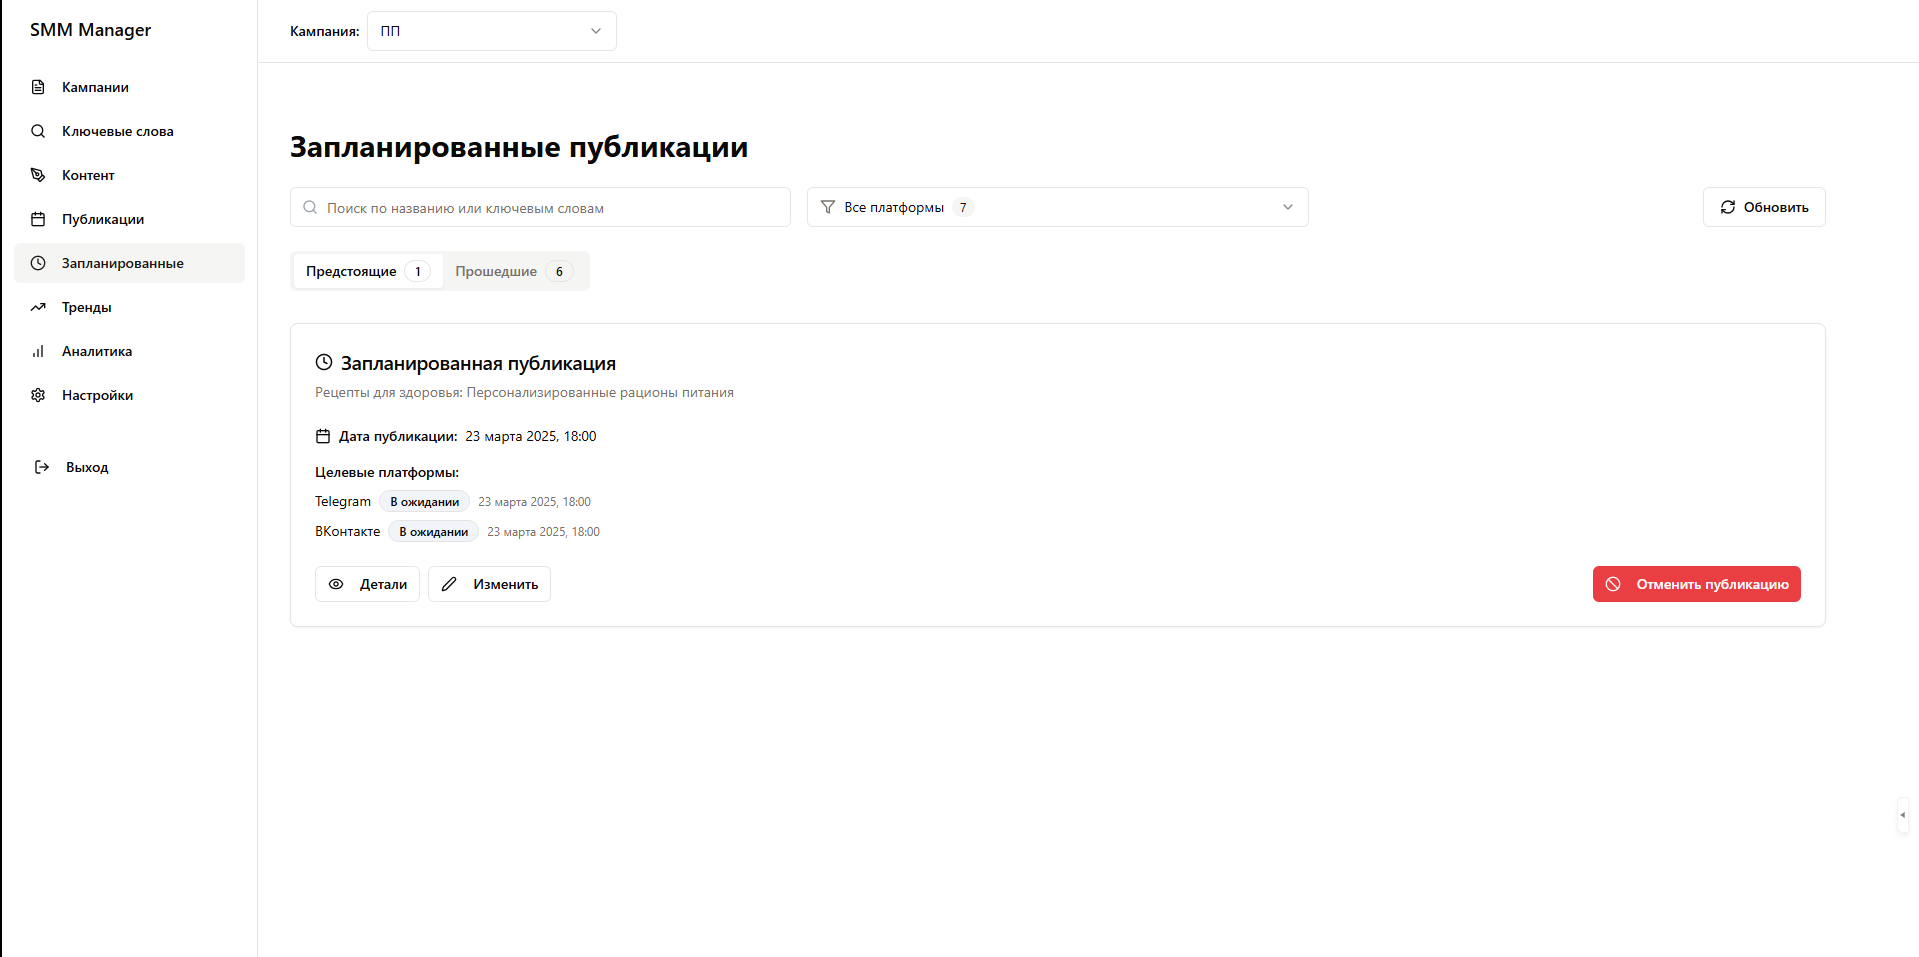 SMM Manager
Кампании
Ключевые слова
Контент
Публикации
Запланированные
Тренды
Аналитика
Настройки
Выход
Кампания: ПП
Запланированные публикации
Поиск по названию или ключевым словам
Все платформы 7
Обновить
Предстоящие 1 Прошедшие 6
Запланированная публикация
Рецепты для здоровья: Персонализированные рационы питания
Дата публикации: 23 марта 2025, 18:00
Целевые платформы:
Telegram В ожидании 23 марта 2025, 18:00
ВКонтакте В ожидании 23 марта 2025, 18:00
Детали Изменить Отменить публикацию